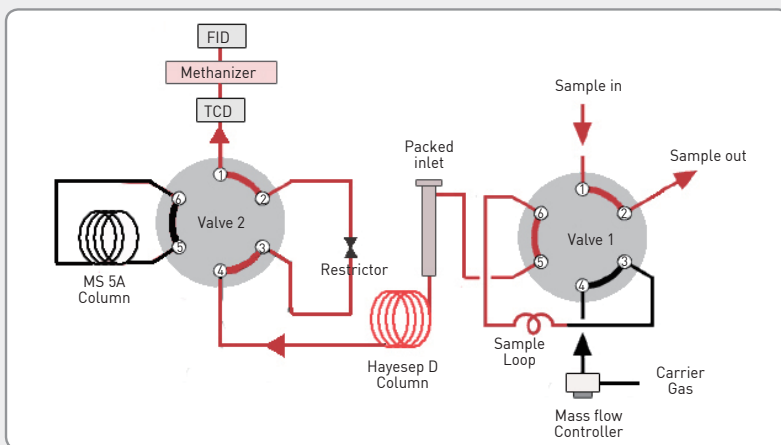 FID
Methanizer
TCD
1
2
3
4
5
6
Valve 2
MS 5A
Column
Restrictor
Packed
inlet
Hayesep D
Column
Sample in
Sample out
1
2
3
4
5
6
Valve 1
Sample
Loop
Carrier
Gas
Mass flow
Controller